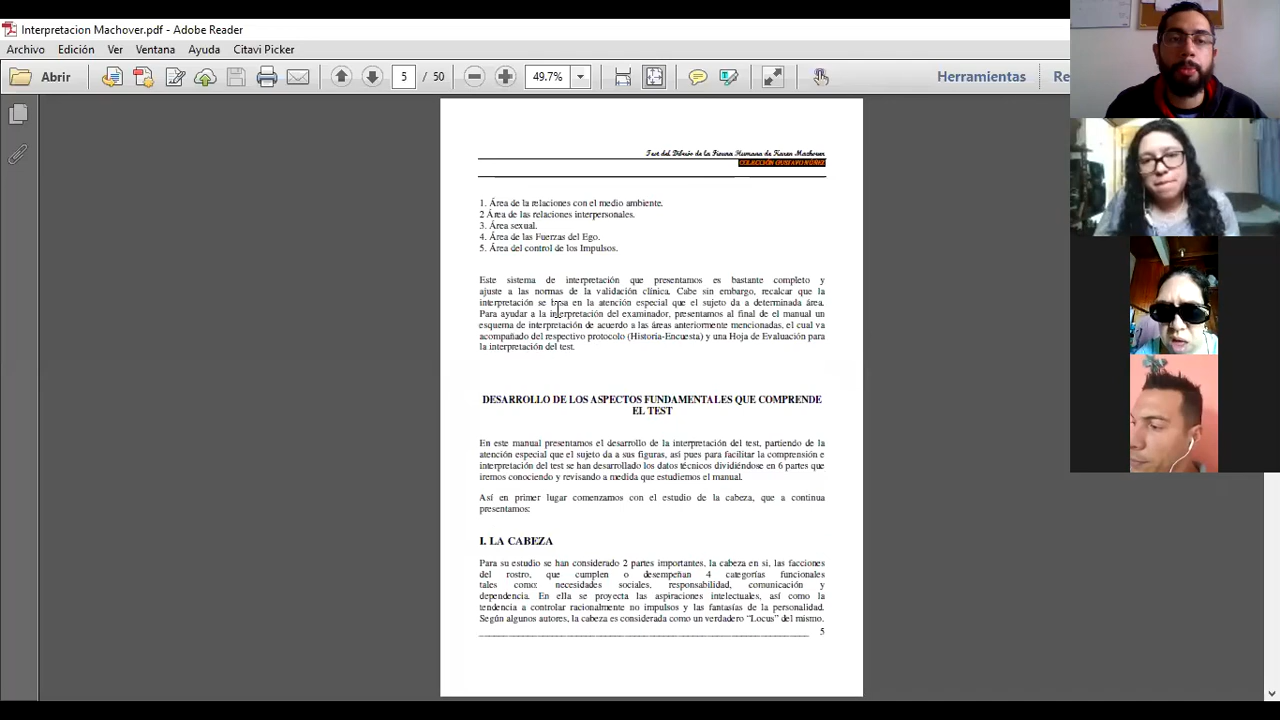 Interpretacion Machover.pdf - Adobe Reader
Archivo Edición Ver Ventana Ayuda Citavi Picker
Abrir 5 / 50 49.7% Herramientas Re
Test del Dibujo de la Figura Humana de Karen Machover
COLECCIÓN GUSTAVO NÚÑEZ
1. Área de la relaciones con el medio ambiente.
2 Área de las relaciones interpersonales.
3. Área sexual.
4. Área de las Fuerzas del Ego.
5. Área del control de los Impulsos.
Este sistema de interpretación que presentamos es bastante completo y
ajuste a las normas de la validación clínica. Cabe sin embargo, recalcar que la
interpretación se basa en la atención especial que el sujeto da a determinada área.
Para ayudar a la interpretación del examinador, presentamos al final de el manual un
esquema de interpretación de acuerdo a las áreas anteriormente mencionadas, el cual va
acompañado del respectivo protocolo (Historia-Encuesta) y una Hoja de Evaluación para
la interpretación del test.
DESARROLLO DE LOS ASPECTOS FUNDAMENTALES QUE COMPRENDE
EL TEST
En este manual presentamos el desarrollo de la interpretación del test, partiendo de la
atención especial que el sujeto da a sus figuras, así pues para facilitar la comprensión e
interpretación del test se han desarrollado los datos técnicos dividiéndose en 6 partes que
iremos conociendo y revisando a medida que estudiemos el manual.
Así en primer lugar comenzamos con el estudio de la cabeza, que a continua
presentamos:
I. LA CABEZA
Para su estudio se han considerado 2 partes importantes, la cabeza en si, las facciones
del rostro, que cumplen o desempeñan 4 categorías funcionales
tales como: necesidades sociales, responsabilidad, comunicación y
dependencia. En ella se proyecta las aspiraciones intelectuales, así como la
tendencia a controlar racionalmente no impulsos y las fantasías de la personalidad.
Según algunos autores, la cabeza es considerada como un verdadero "Locus" del mismo.
5